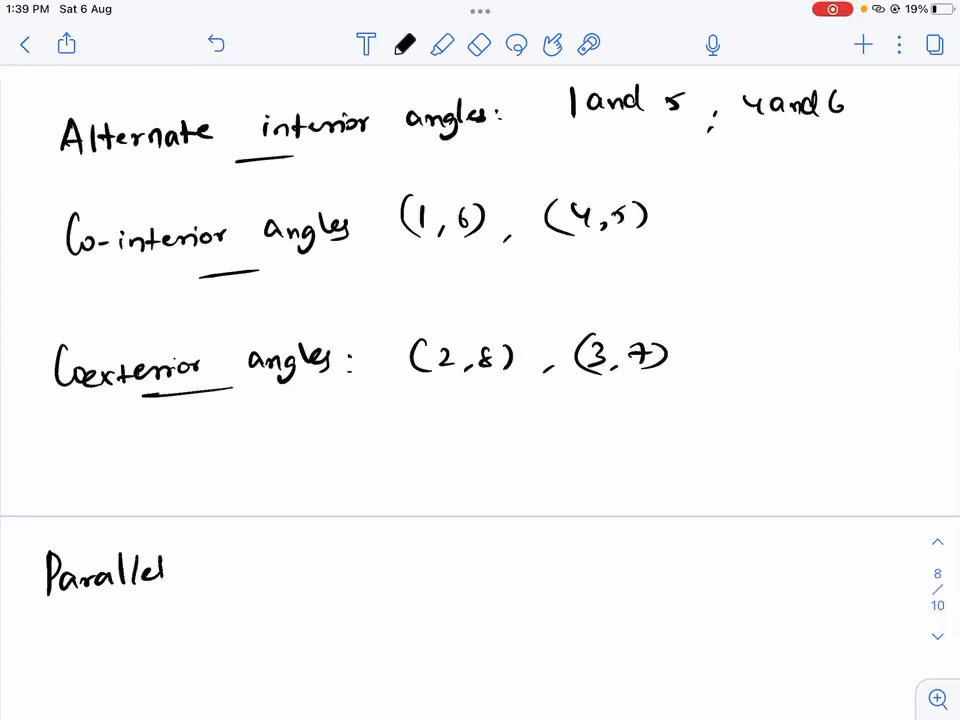 1:39 PM Sat 6 Aug 19%
Alternate interior angles: 1 and 5 ; 4 and 6
Co-interior angles (1,6), (4,5)
Coexterior angles: (2,8), (3,7)
Parallel
8
/
10